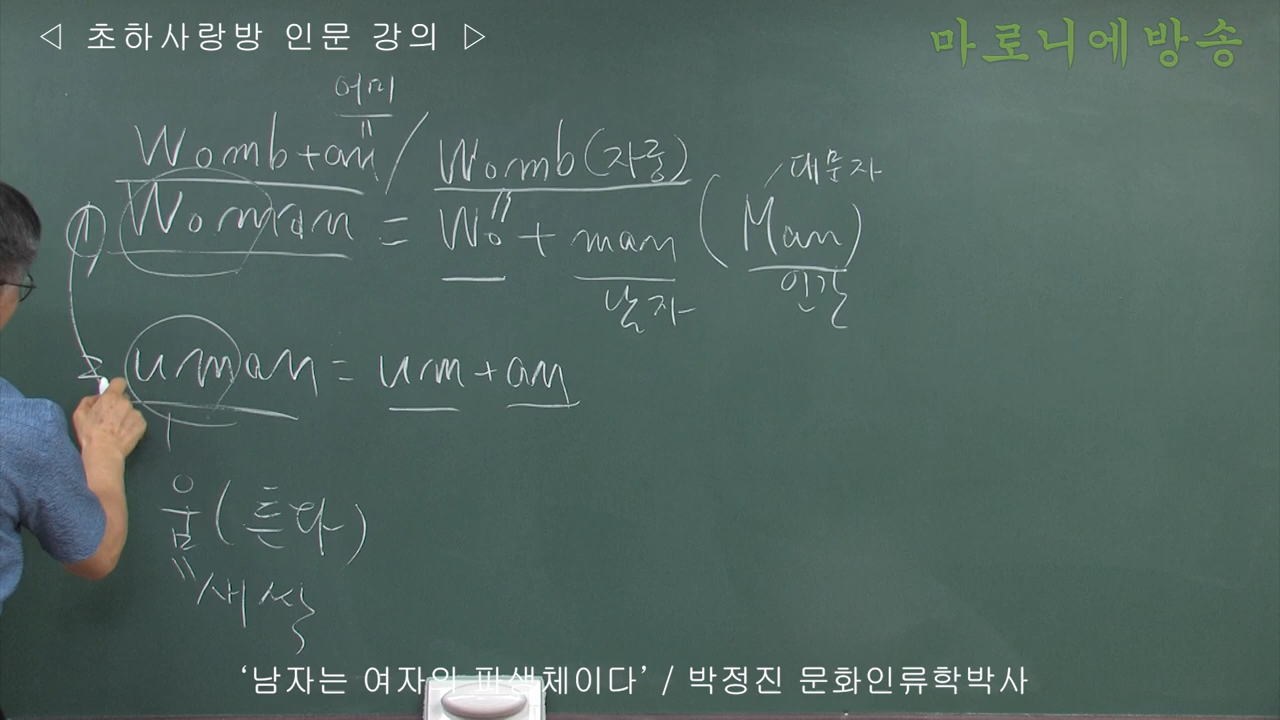 ◁ 초하사랑방 인문 강의 ▷
마로니에방송
어미
〃
Womb+an / Womb(자궁)
대문자
Woman = Wo + man (Man)
〃
남자
인간
uman = um + an
움(튼다)
〃
새싹
‘남자는 여자의 파생체이다’ / 박정진 문화인류학박사